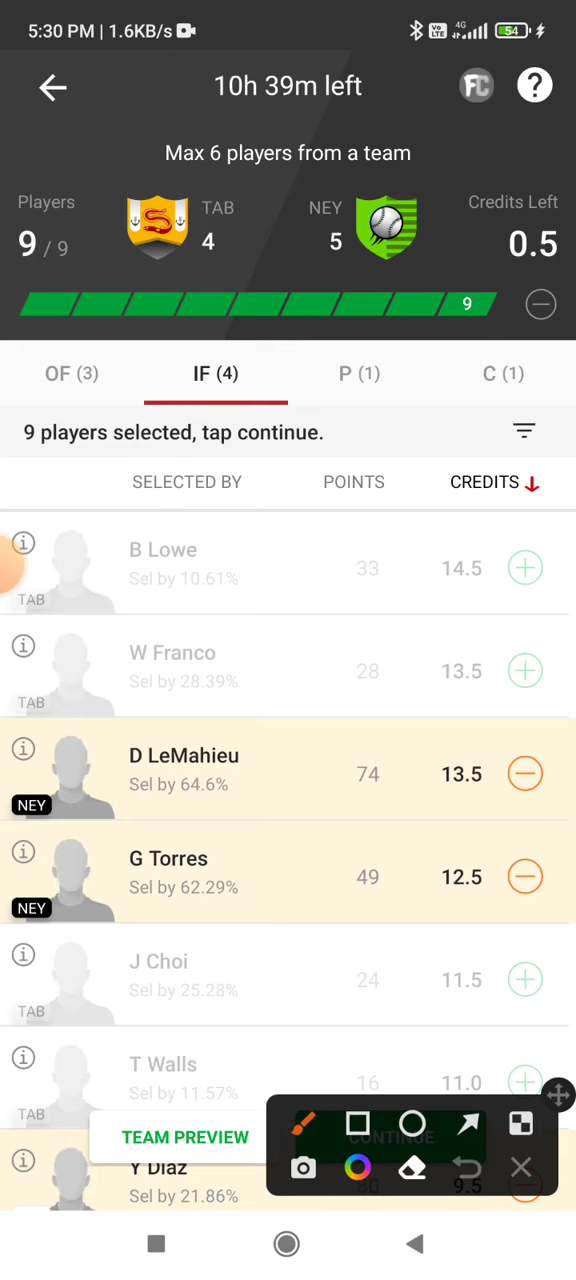 5:30 PM | 1.6KB/s
Vo LTE 4G 54
10h 39m left
FC ?
Max 6 players from a team
Players TAB NEY Credits Left
9 / 9 4 5 0.5
9
OF (3) IF (4) P (1) C (1)
9 players selected, tap continue.
SELECTED BY POINTS CREDITS
B Lowe
Sel by 10.61% 33 14.5
TAB
W Franco
Sel by 28.39% 28 13.5
TAB
D LeMahieu
Sel by 64.6% 74 13.5
NEY
G Torres
Sel by 62.29% 49 12.5
NEY
J Choi
Sel by 25.28% 24 11.5
TAB
T Walls
Sel by 11.57% 16 11.0
TAB
TEAM PREVIEW CONTINUE
Y Diaz
Sel by 21.86% 80 9.5